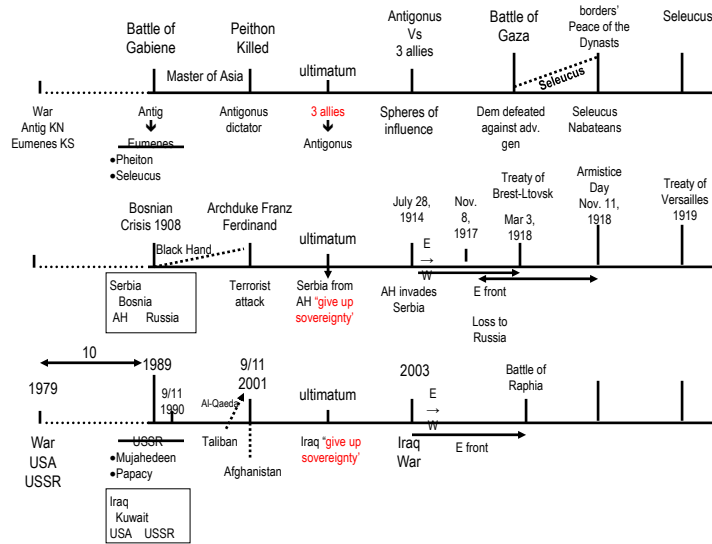 Battle of
Gabiene
Peithon
Killed
Antigonus
Vs
3 allies
Battle of
Gaza
borders'
Peace of the
Dynasts
Seleucus
Master of Asia
ultimatum
Seleucus
War
Antig KN
Eumenes KS
Antig
Eumenes
•Pheiton
•Seleucus
Antigonus
dictator
3 allies
Antigonus
Spheres of
influence
Dem defeated
against adv.
gen
Seleucus
Nabateans
Bosnian
Crisis 1908
Archduke Franz
Ferdinand
July 28,
1914
Nov.
8,
1917
Treaty of
Brest-Ltovsk
Mar 3,
1918
Armistice
Day
Nov. 11,
1918
Treaty of
Versailles
1919
Black Hand
ultimatum
E
→
W
Serbia
Bosnia
AH Russia
Terrorist
attack
Serbia from
AH “give up
sovereignty’
AH invades
Serbia
E front
Loss to
Russia
10
1979
1989
9/11
1990
Al-Qaeda
9/11
2001
ultimatum
2003
E
→
W
Battle of
Raphia
War
USA
USSR
USSR
•Mujahedeen
•Papacy
Taliban
Afghanistan
Iraq “give up
sovereignty’
Iraq
War
E front
Iraq
Kuwait
USA USSR